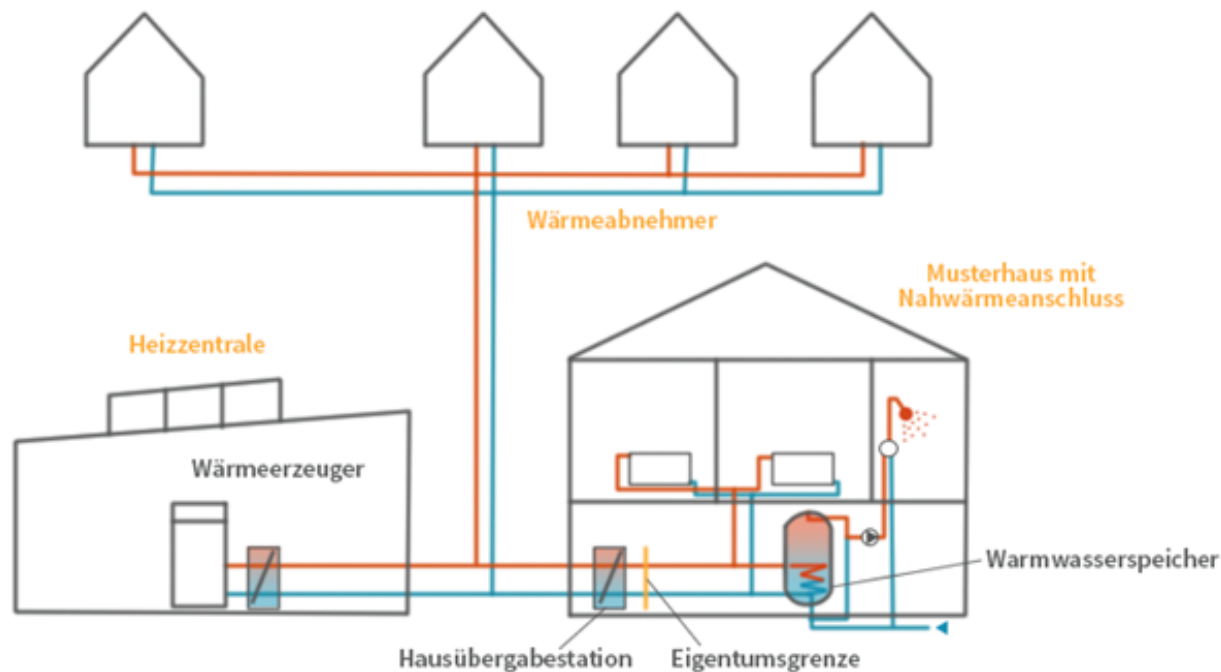 Wärmeabnehmer
Musterhaus mit
Nahwärmeanschluss
Heizzentrale
Wärmeerzeuger
Warmwasserspeicher
Hausübergabestation
Eigentumsgrenze